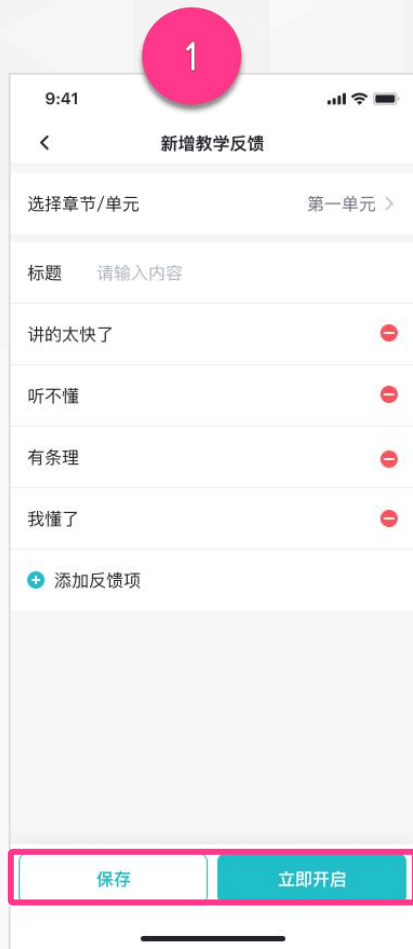 1
9:41
新增教学反馈
选择章节/单元 第一单元
标题 请输入内容
讲的太快了
听不懂
有条理
我懂了
添加反馈项
保存 立即开启